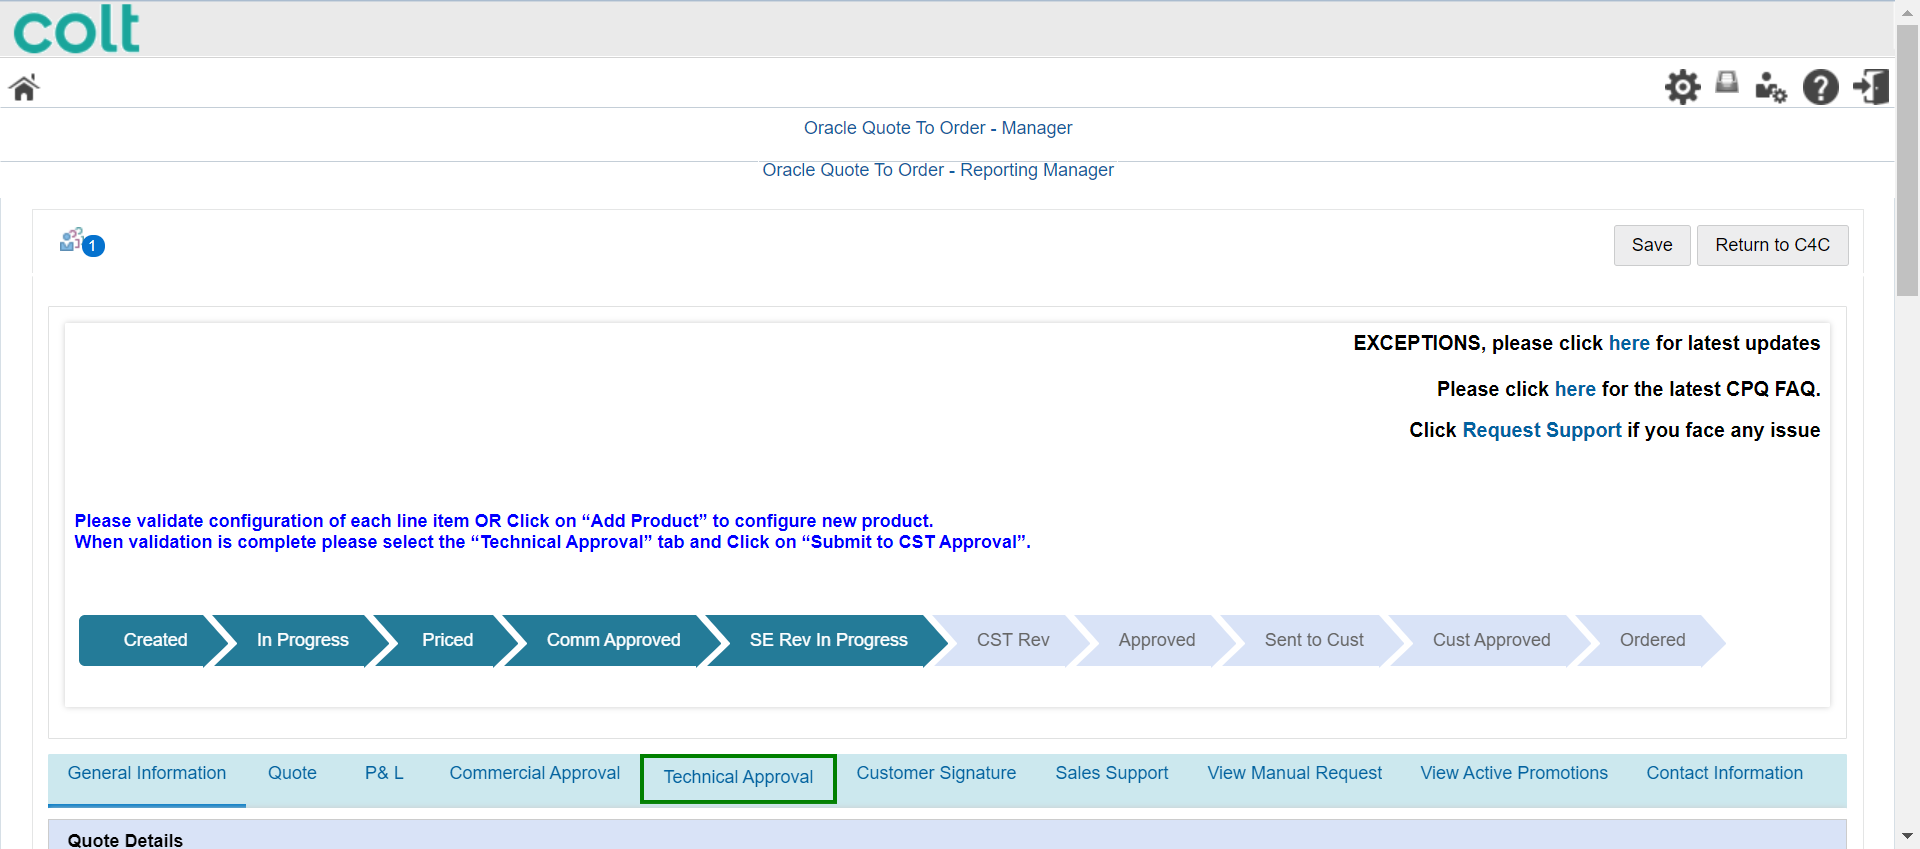 colt
Oracle Quote To Order - Manager
Oracle Quote To Order - Reporting Manager
1
Save
Return to C4C
EXCEPTIONS, please click here for latest updates
Please click here for the latest CPQ FAQ.
Click Request Support if you face any issue
Please validate configuration of each line item OR Click on “Add Product” to configure new product.
When validation is complete please select the “Technical Approval” tab and Click on “Submit to CST Approval”.
Created
In Progress
Priced
Comm Approved
SE Rev In Progress
CST Rev
Approved
Sent to Cust
Cust Approved
Ordered
General Information
Quote
P& L
Commercial Approval
Technical Approval
Customer Signature
Sales Support
View Manual Request
View Active Promotions
Contact Information
Quote Details